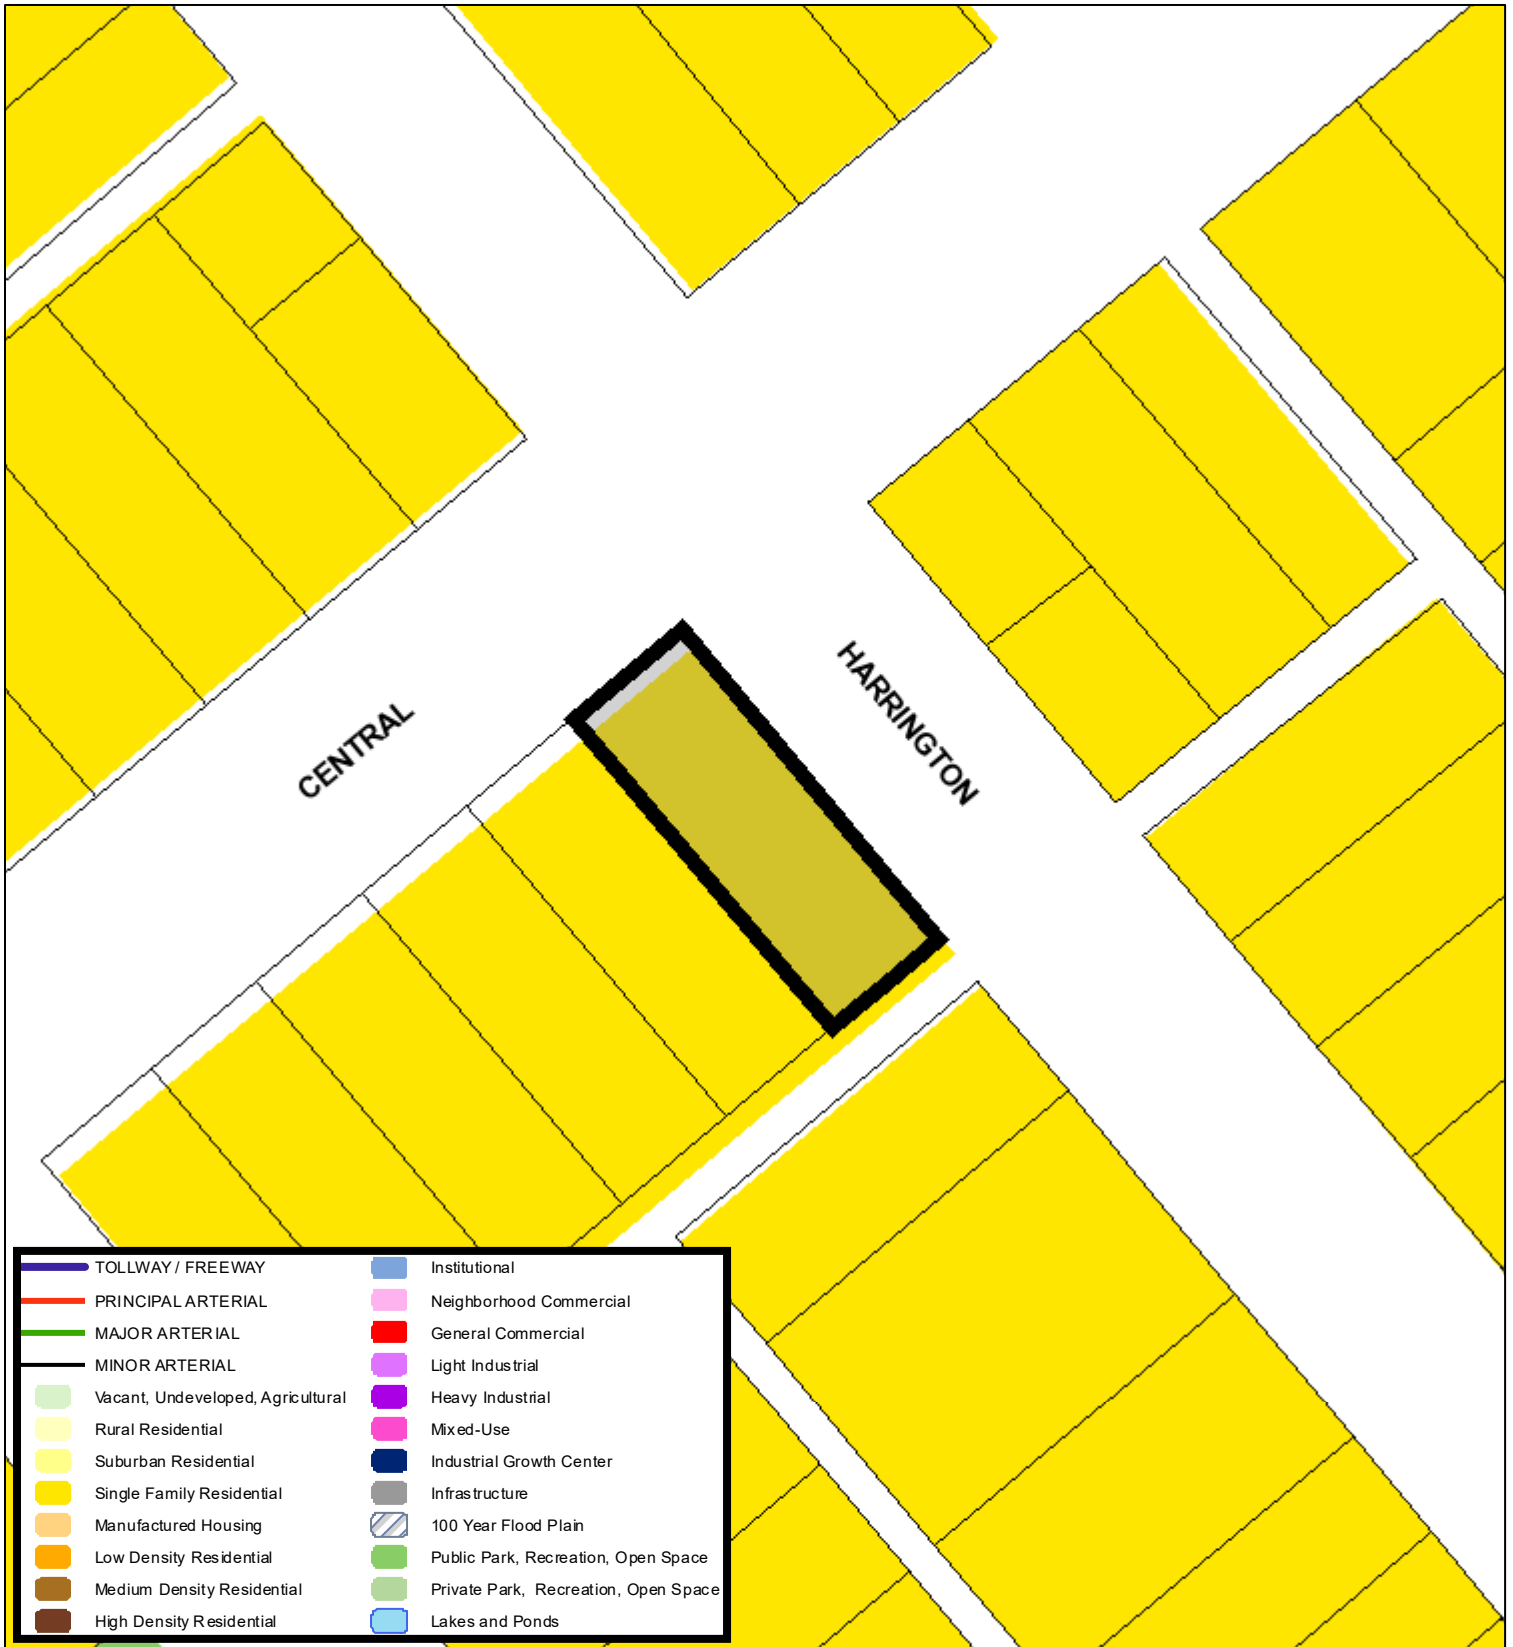 HARRINGTON
CENTRAL
TOLLWAY / FREEWAY
PRINCIPAL ARTERIAL
MAJOR ARTERIAL
MINOR ARTERIAL
Vacant, Undeveloped, Agricultural
Rural Residential
Suburban Residential
Single Family Residential
Manufactured Housing
Low Density Residential
Medium Density Residential
High Density Residential
Institutional
Neighborhood Commercial
General Commercial
Light Industrial
Heavy Industrial
Mixed-Use
Industrial Growth Center
Infrastructure
100 Year Flood Plain
Public Park, Recreation, Open Space
Private Park, Recreation, Open Space
Lakes and Ponds